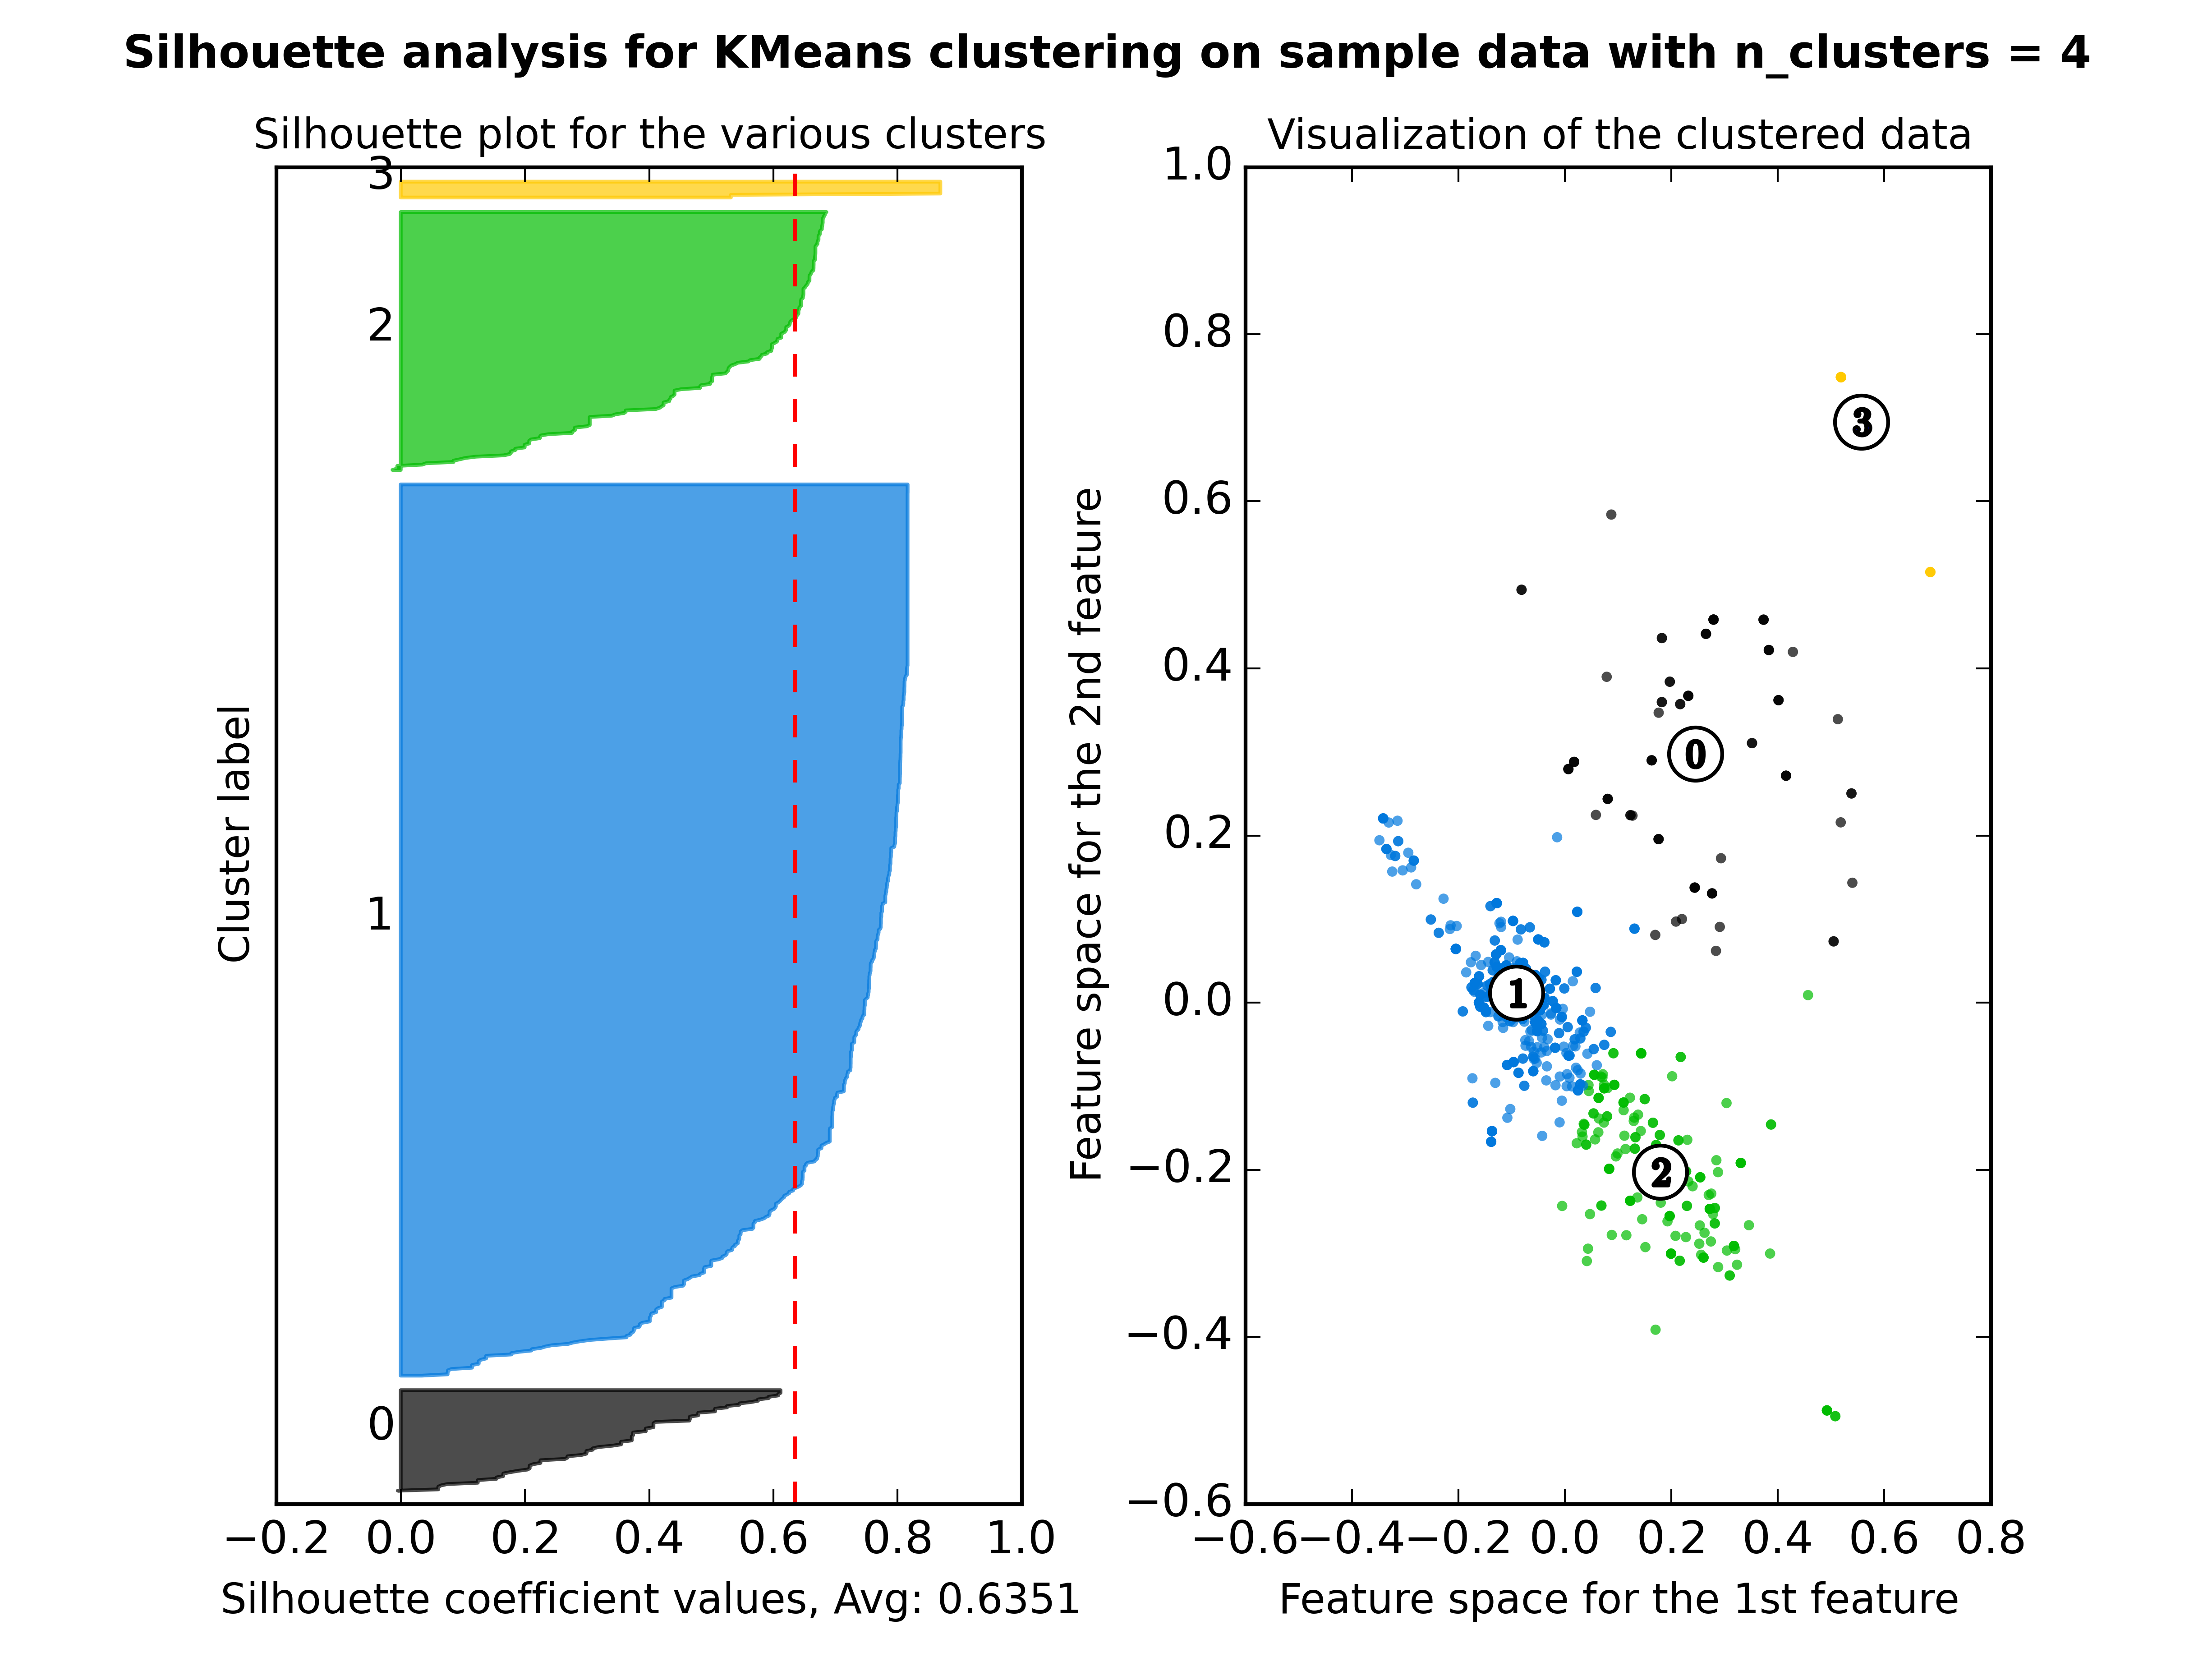 Silhouette analysis for KMeans clustering on sample data with n_clusters = 4
Silhouette plot for the various clusters
3
2
1
0
Cluster label
−0.2 0.0 0.2 0.4 0.6 0.8 1.0
Silhouette coefficient values, Avg: 0.6351
Visualization of the clustered data
1.0
0.8
0.6
0.4
0.2
0.0
−0.2
−0.4
−0.6
Feature space for the 2nd feature
3
0
1
2
−0.6 −0.4 −0.2 0.0 0.2 0.4 0.6 0.8
Feature space for the 1st feature